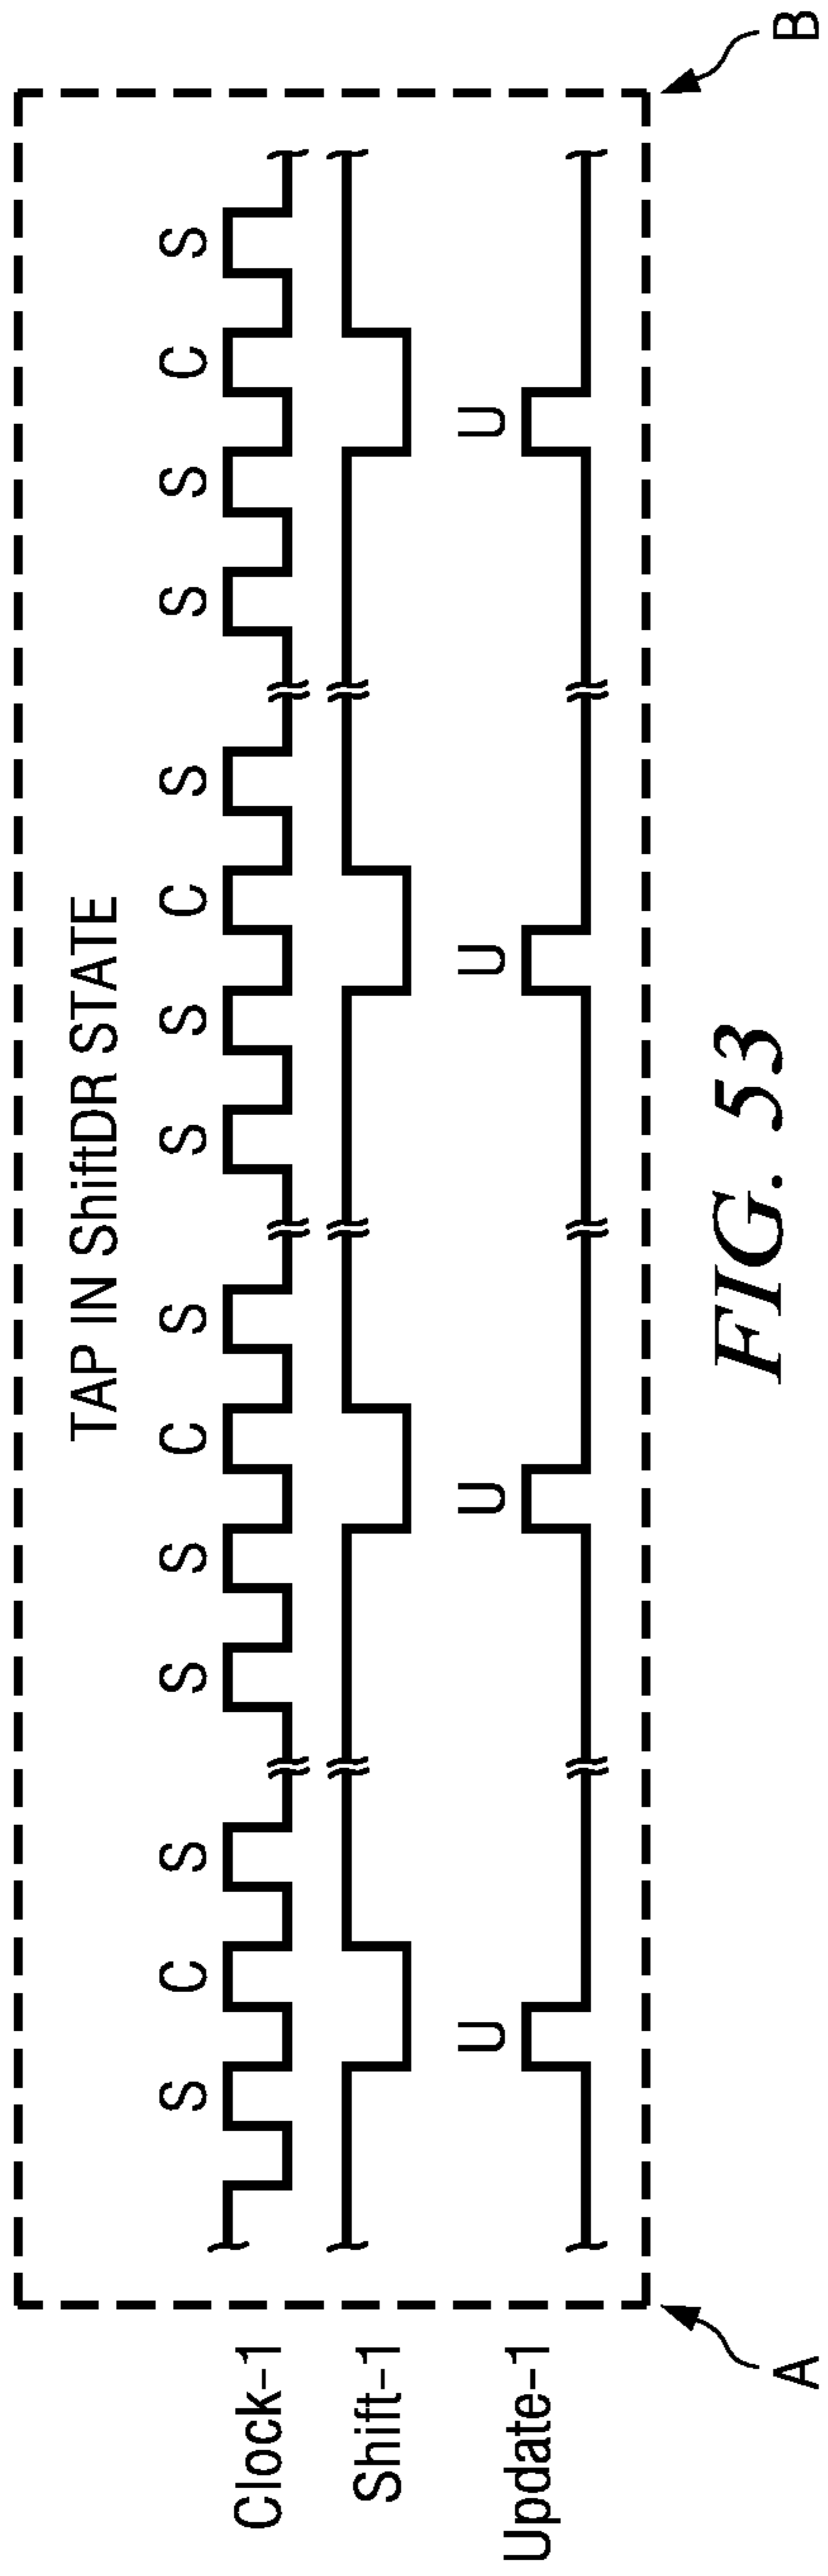 TAP IN ShiftDR STATE
S C S S S C S S S C S S S C S
Clock-1
Shift-1
U U U U
Update-1
A B
FIG. 53